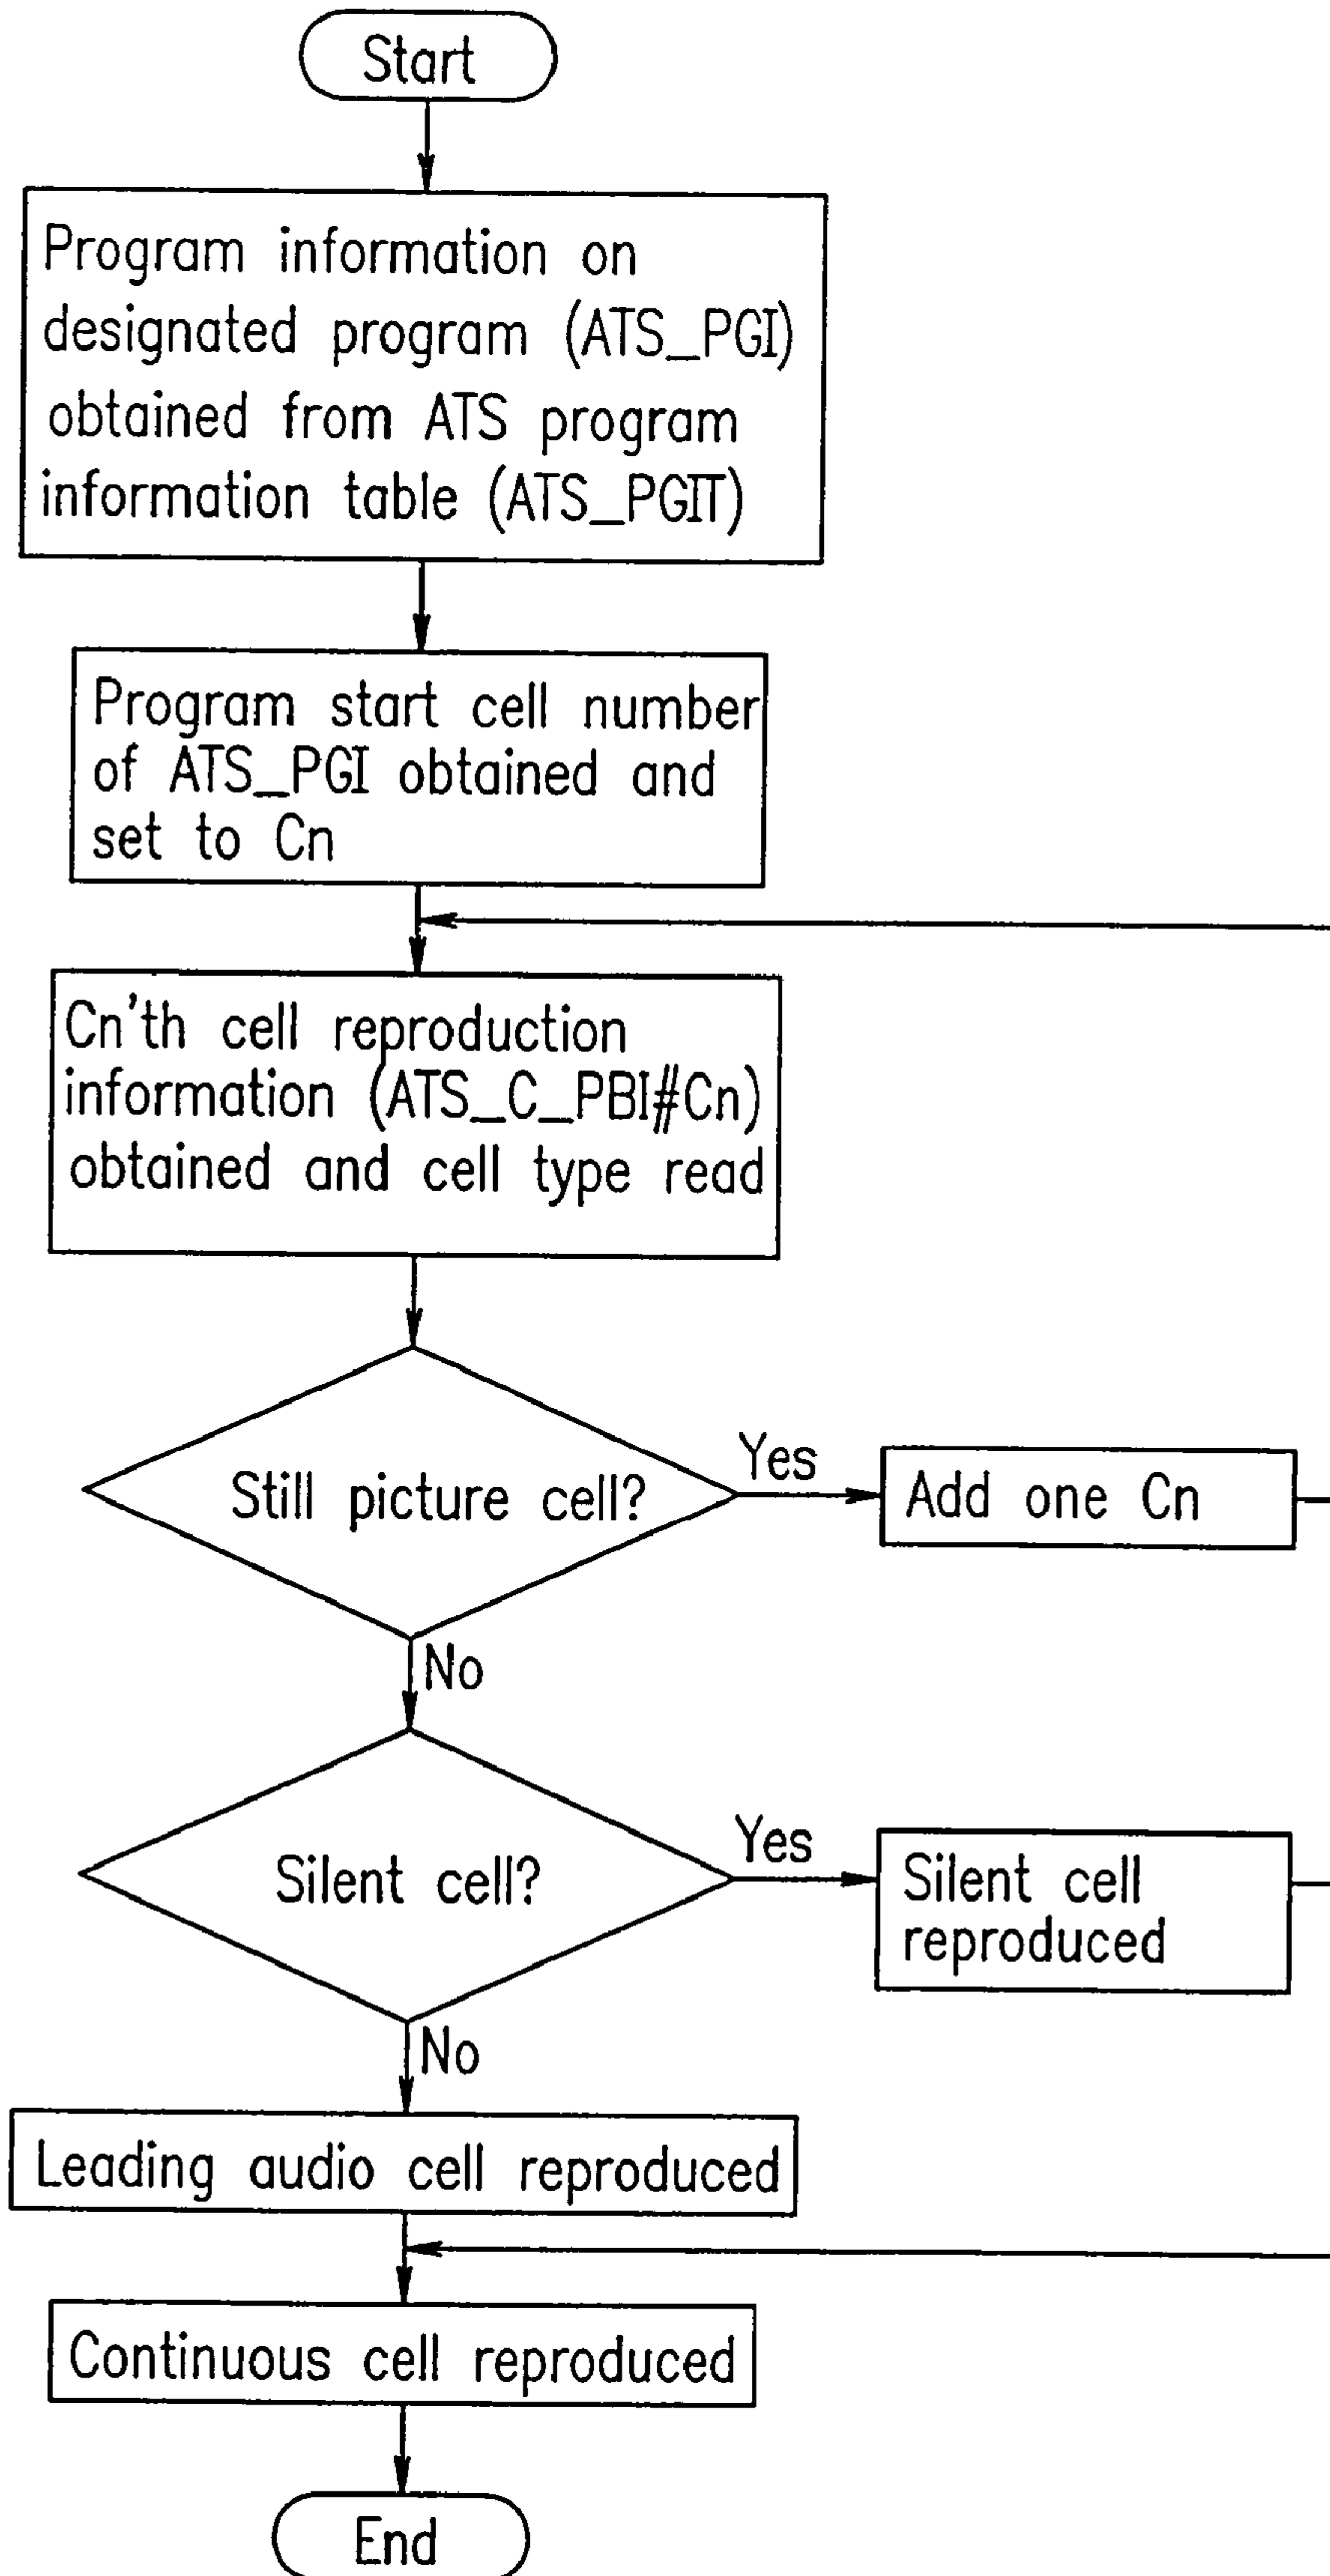 Start
Program information on
designated program (ATS_PGI)
obtained from ATS program
information table (ATS_PGIT)
Program start cell number
of ATS_PGI obtained and
set to Cn
Cn'th cell reproduction
information (ATS_C_PBI#Cn)
obtained and cell type read
Still picture cell?
Yes
Add one Cn
No
Silent cell?
Yes
Silent cell
reproduced
No
Leading audio cell reproduced
Continuous cell reproduced
End